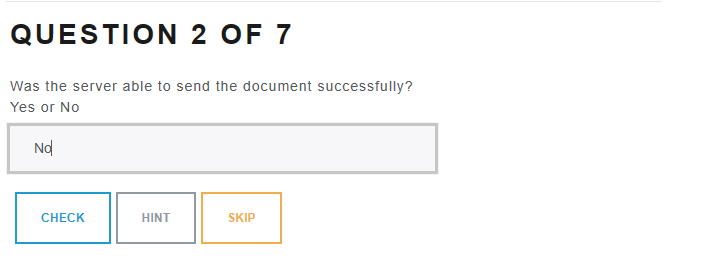 QUESTION 2 OF 7
Was the server able to send the document successfully?
Yes or No
No
CHECK
HINT
SKIP